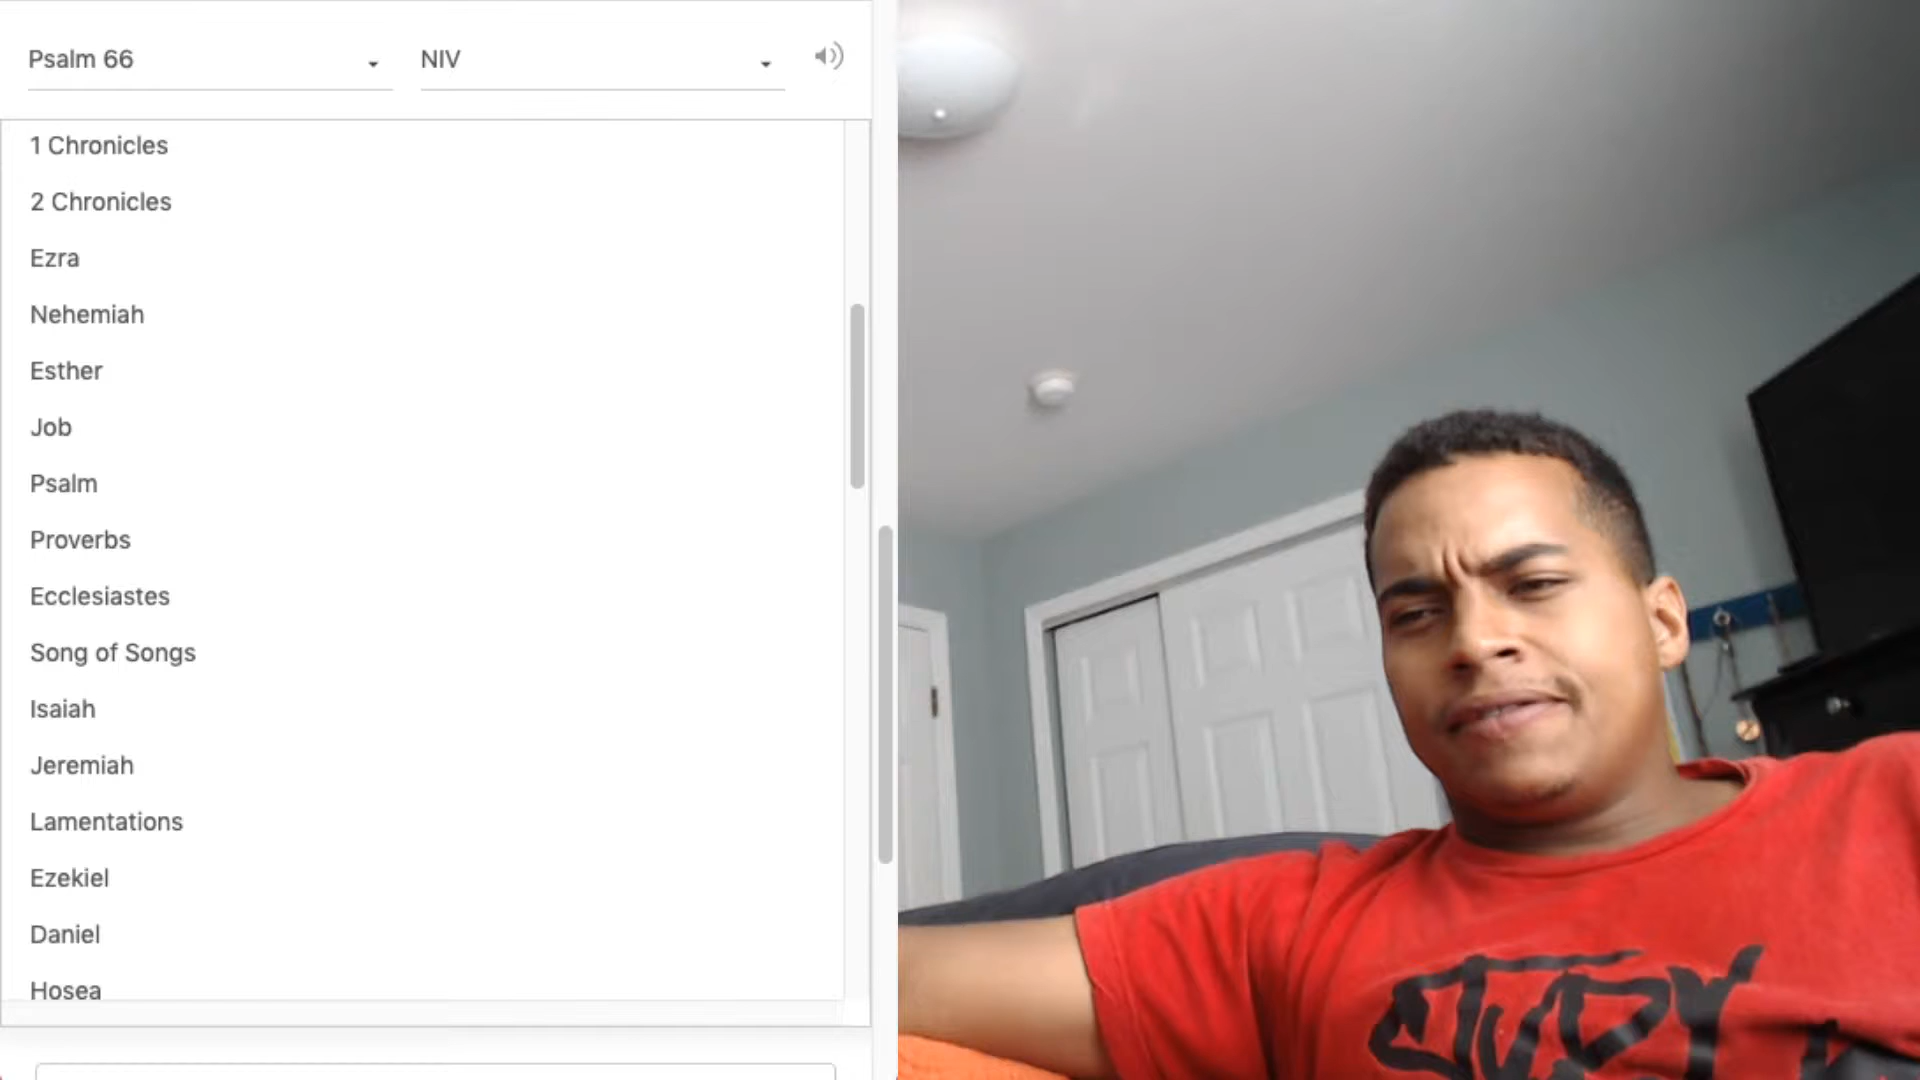 Psalm 66
NIV
1 Chronicles
2 Chronicles
Ezra
Nehemiah
Esther
Job
Psalm
Proverbs
Ecclesiastes
Song of Songs
Isaiah
Jeremiah
Lamentations
Ezekiel
Daniel
Hosea